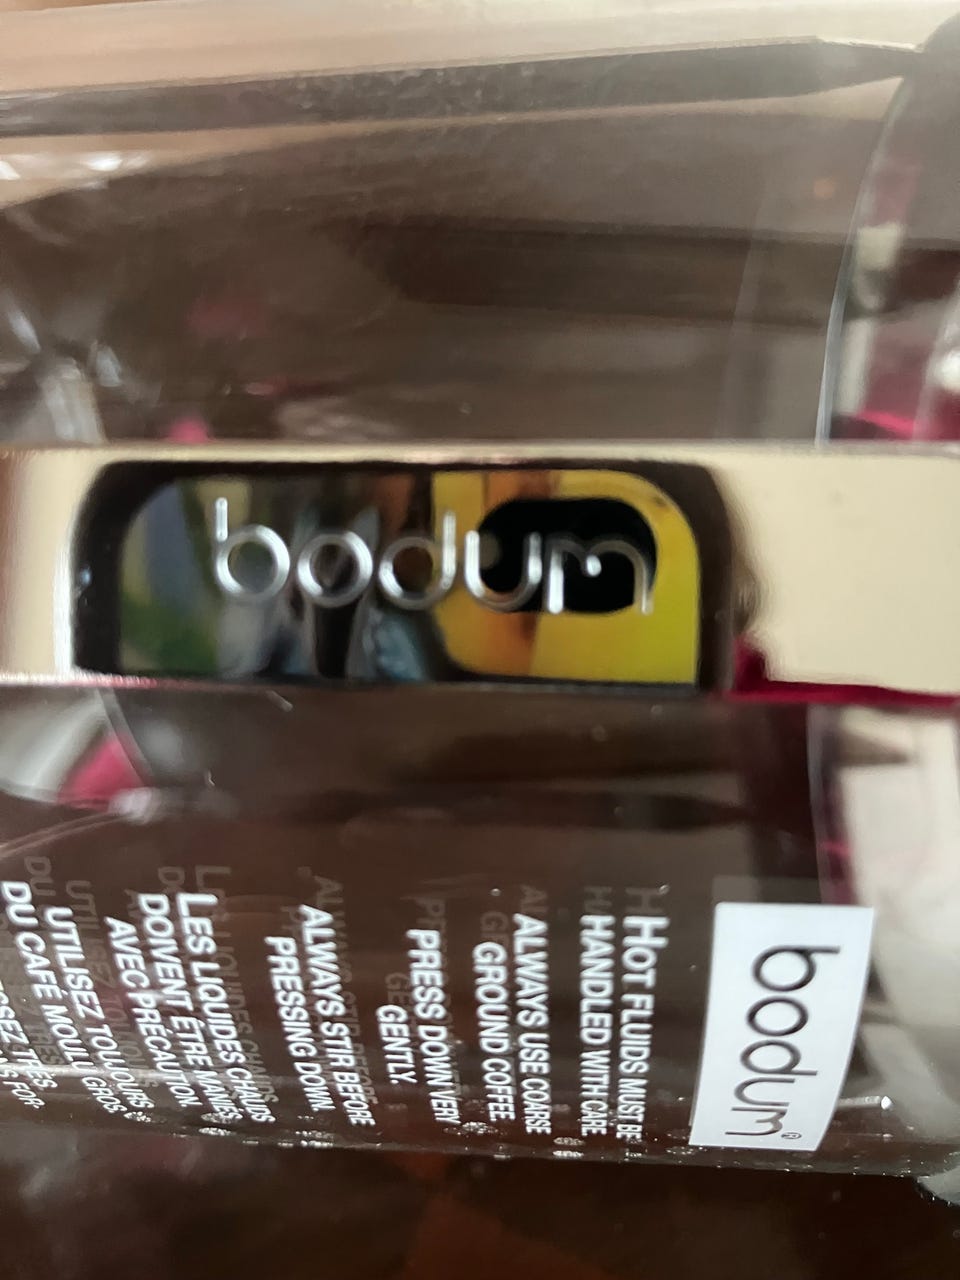 bodum
bodum®
HOT FLUIDS MUST BE
HANDLED WITH CARE
ALWAYS USE COARSE
GROUND COFFEE
PRESS DOWN VERY
GENTLY.
ALWAYS STIR BEFORE
PRESSING DOWN.
LES LIQUIDES CHAUDS
DOIVENT ÊTRE MANIÉS
AVEC PRÉCAUTION.
UTILISEZ TOUJOURS
DU CAFÉ MOULU GROS.